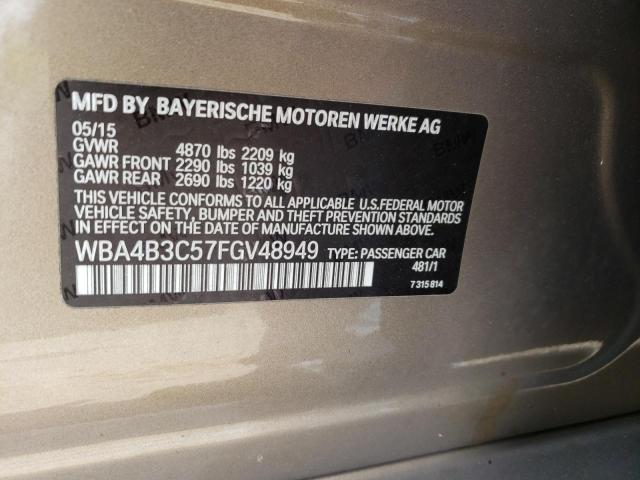 MFD BY BAYERISCHE MOTOREN WERKE AG
05/15
GVWR 4870 lbs 2209 kg
GAWR FRONT 2290 lbs 1039 kg
GAWR REAR 2690 lbs 1220 kg
THIS VEHICLE CONFORMS TO ALL APPLICABLE U.S.FEDERAL MOTOR
VEHICLE SAFETY, BUMPER AND THEFT PREVENTION STANDARDS
IN EFFECT ON THE DATE OF MANUFACTURE SHOWN ABOVE.
WBA4B3C57FGV48949 TYPE: PASSENGER CAR
481/1
7 315 814